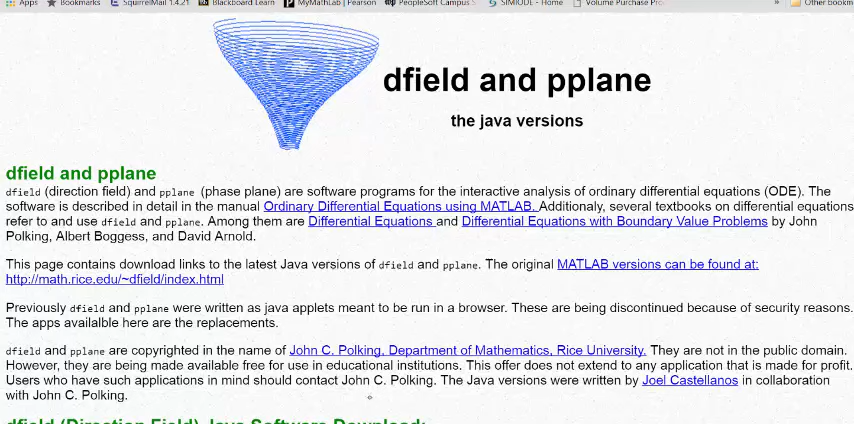 Apps Bookmarks SquirrelMail 1.4.21 Blackboard Learn MyMathLab | Pearson PeopleSoft Campus S SIMIODE - Home Volume Purchase Pro » Other bookm
dfield and pplane
the java versions
dfield and pplane
dfield (direction field) and pplane (phase plane) are software programs for the interactive analysis of ordinary differential equations (ODE). The
software is described in detail in the manual Ordinary Differential Equations using MATLAB. Additionaly, several textbooks on differential equations
refer to and use dfield and pplane. Among them are Differential Equations and Differential Equations with Boundary Value Problems by John
Polking, Albert Boggess, and David Arnold.
This page contains download links to the latest Java versions of dfield and pplane. The original MATLAB versions can be found at:
http://math.rice.edu/~dfield/index.html
Previously dfield and pplane were written as java applets meant to be run in a browser. These are being discontinued because of security reasons.
The apps availalble here are the replacements.
dfield and pplane are copyrighted in the name of John C. Polking, Department of Mathematics, Rice University. They are not in the public domain.
However, they are being made available free for use in educational institutions. This offer does not extend to any application that is made for profit.
Users who have such applications in mind should contact John C. Polking. The Java versions were written by Joel Castellanos in collaboration
with John C. Polking.
dfield (Direction Field) Java Software Download: